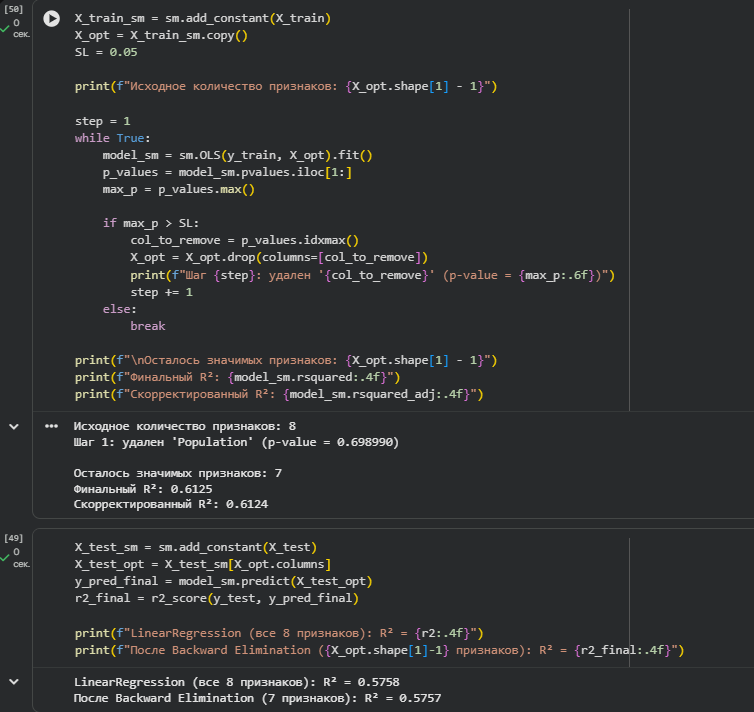 [50]
0
сек.
X_train_sm = sm.add_constant(X_train)
X_opt = X_train_sm.copy()
SL = 0.05
print(f"Исходное количество признаков: {X_opt.shape[1] - 1}")
step = 1
while True:
    model_sm = sm.OLS(y_train, X_opt).fit()
    p_values = model_sm.pvalues.iloc[1:]
    max_p = p_values.max()
    if max_p > SL:
        col_to_remove = p_values.idxmax()
        X_opt = X_opt.drop(columns=[col_to_remove])
        print(f"Шаг {step}: удален '{col_to_remove}' (p-value = {max_p:.6f})")
        step += 1
    else:
        break
print(f"\nОсталось значимых признаков: {X_opt.shape[1] - 1}")
print(f"Финальный R²: {model_sm.rsquared:.4f}")
print(f"Скорректированный R²: {model_sm.rsquared_adj:.4f}")
Исходное количество признаков: 8
Шаг 1: удален 'Population' (p-value = 0.698990)
Осталось значимых признаков: 7
Финальный R²: 0.6125
Скорректированный R²: 0.6124
[49]
0
сек.
X_test_sm = sm.add_constant(X_test)
X_test_opt = X_test_sm[X_opt.columns]
y_pred_final = model_sm.predict(X_test_opt)
r2_final = r2_score(y_test, y_pred_final)
print(f"LinearRegression (все 8 признаков): R² = {r2:.4f}")
print(f"После Backward Elimination ({X_opt.shape[1]-1} признаков): R² = {r2_final:.4f}")
LinearRegression (все 8 признаков): R² = 0.5758
После Backward Elimination (7 признаков): R² = 0.5757